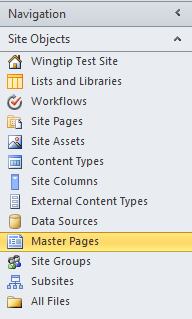 Navigation
Site Objects
Wingtip Test Site
Lists and Libraries
Workflows
Site Pages
Site Assets
Content Types
Site Columns
External Content Types
Data Sources
Master Pages
Site Groups
Subsites
All Files